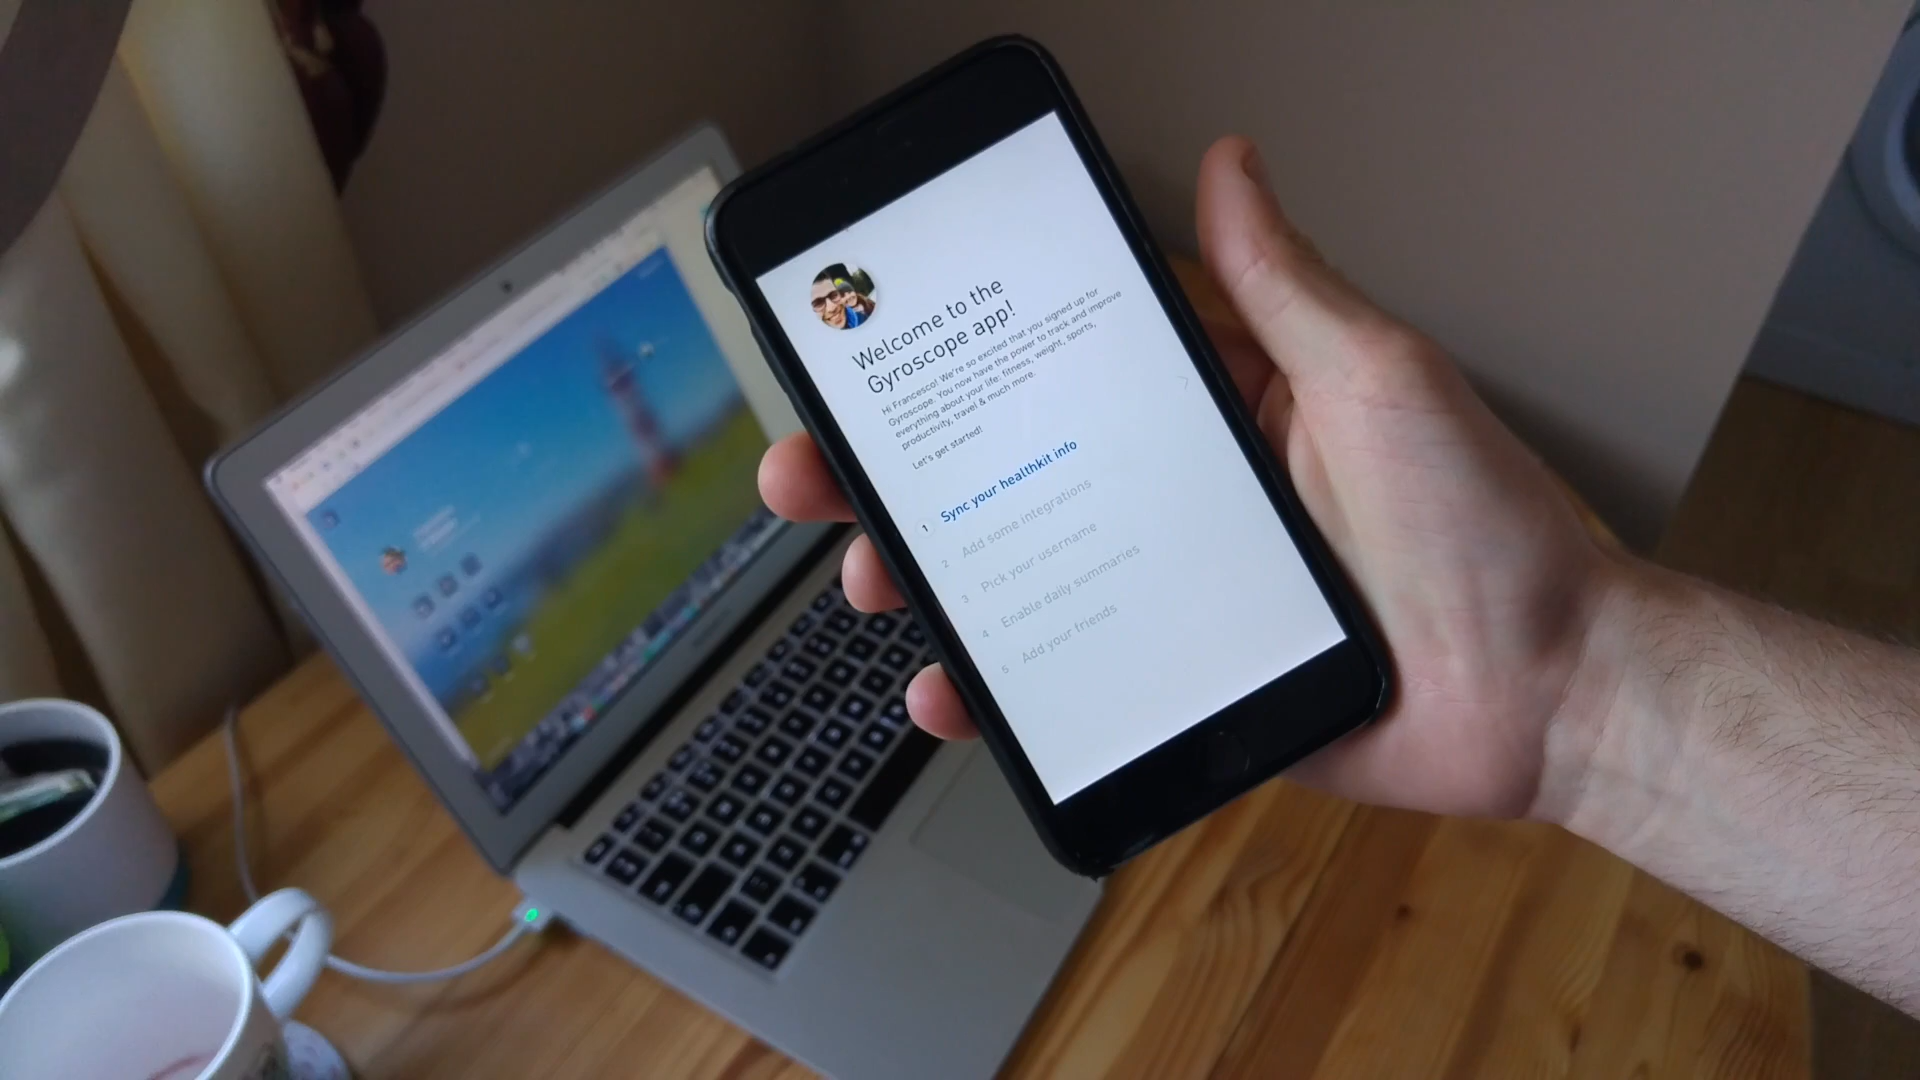 Welcome to the
Gyroscope app!
Hi Francesco! We're so excited that you signed up for
Gyroscope. You now have the power to track and improve
everything about your life: fitness, weight, sports,
productivity, travel & much more.
Let's get started!
1 Sync your healthkit info
2 Add some integrations
3 Pick your username
4 Enable daily summaries
5 Add your friends